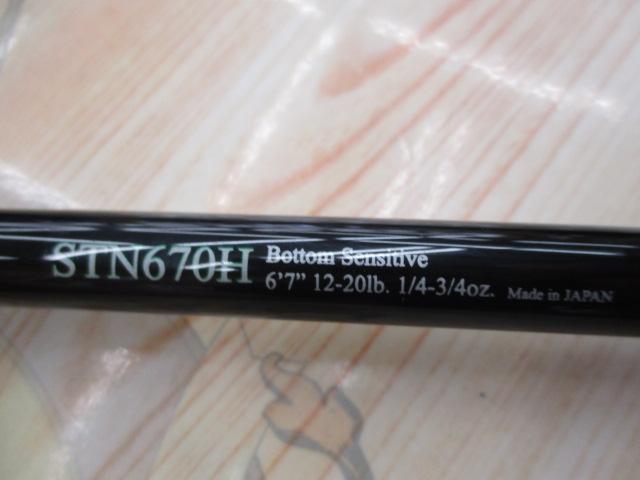 STN670H
Bottom Sensitive
6'7" 12-20lb. 1/4-3/4oz. Made in JAPAN